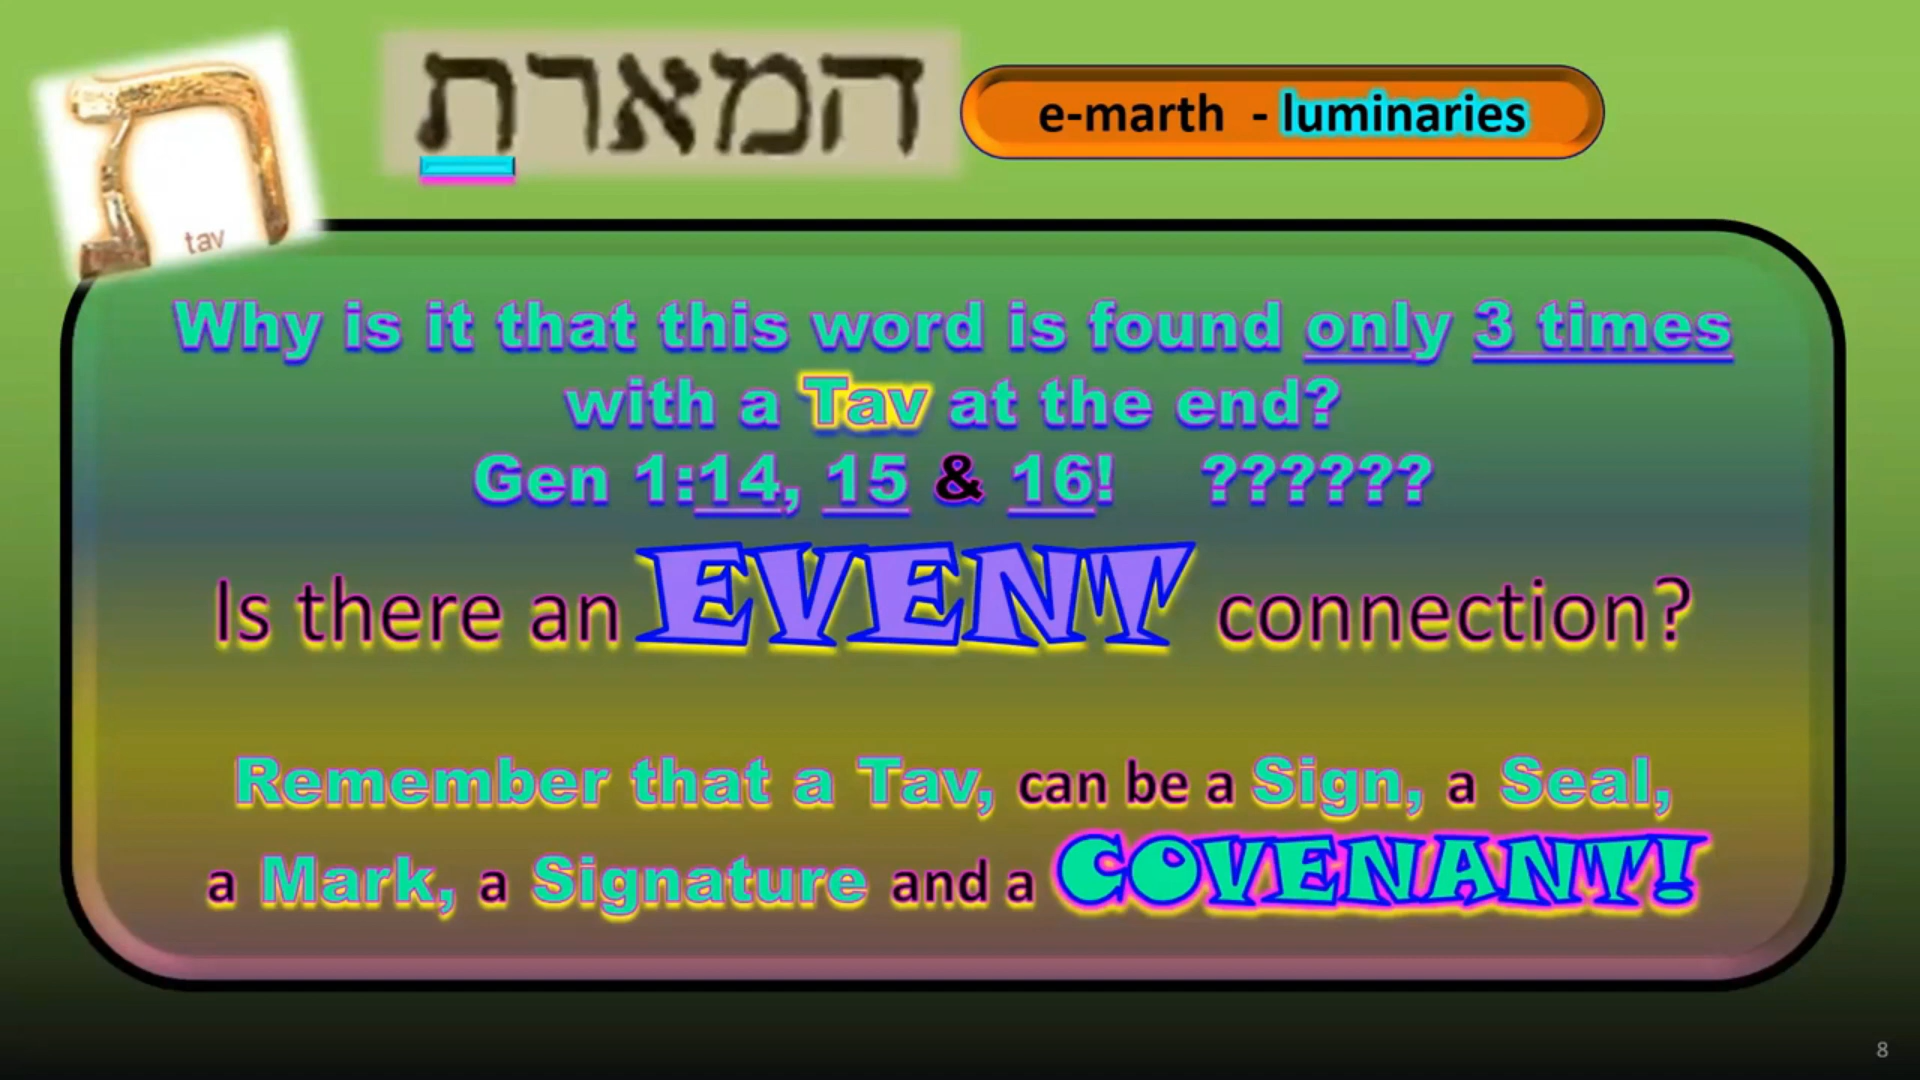 המארת
e-marth - luminaries
tav
Why is it that this word is found only 3 times
with a Tav at the end?
Gen 1:14, 15 & 16! ??????
Is there an EVENT connection?
Remember that a Tav, can be a Sign, a Seal,
a Mark, a Signature and a COVENANT!
8